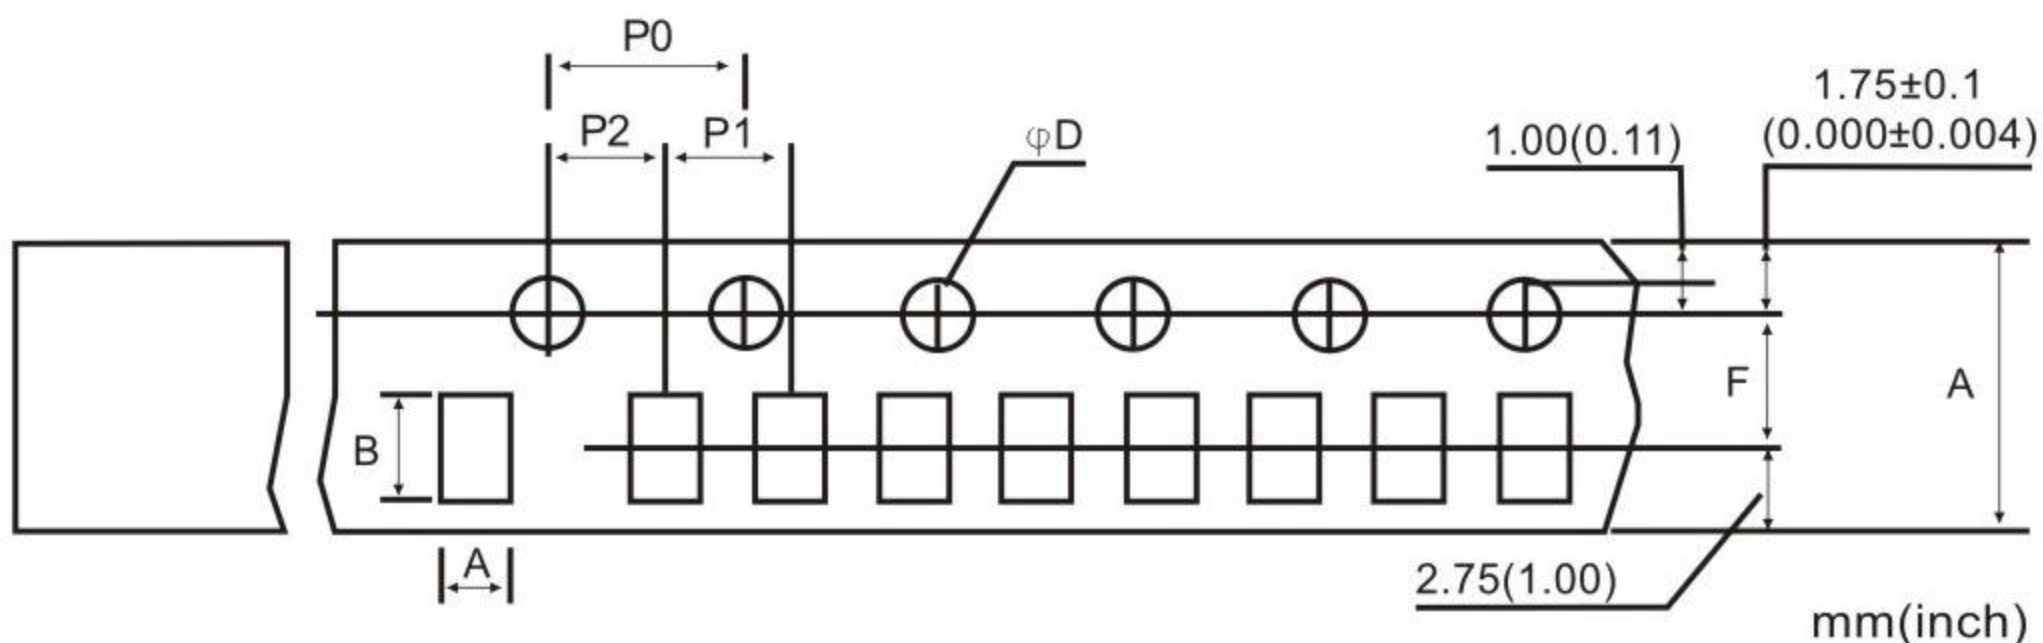 P0
P2
P1
φD
1.00(0.11)
1.75±0.1
(0.000±0.004)
B
F
A
A
2.75(1.00)
mm(inch)